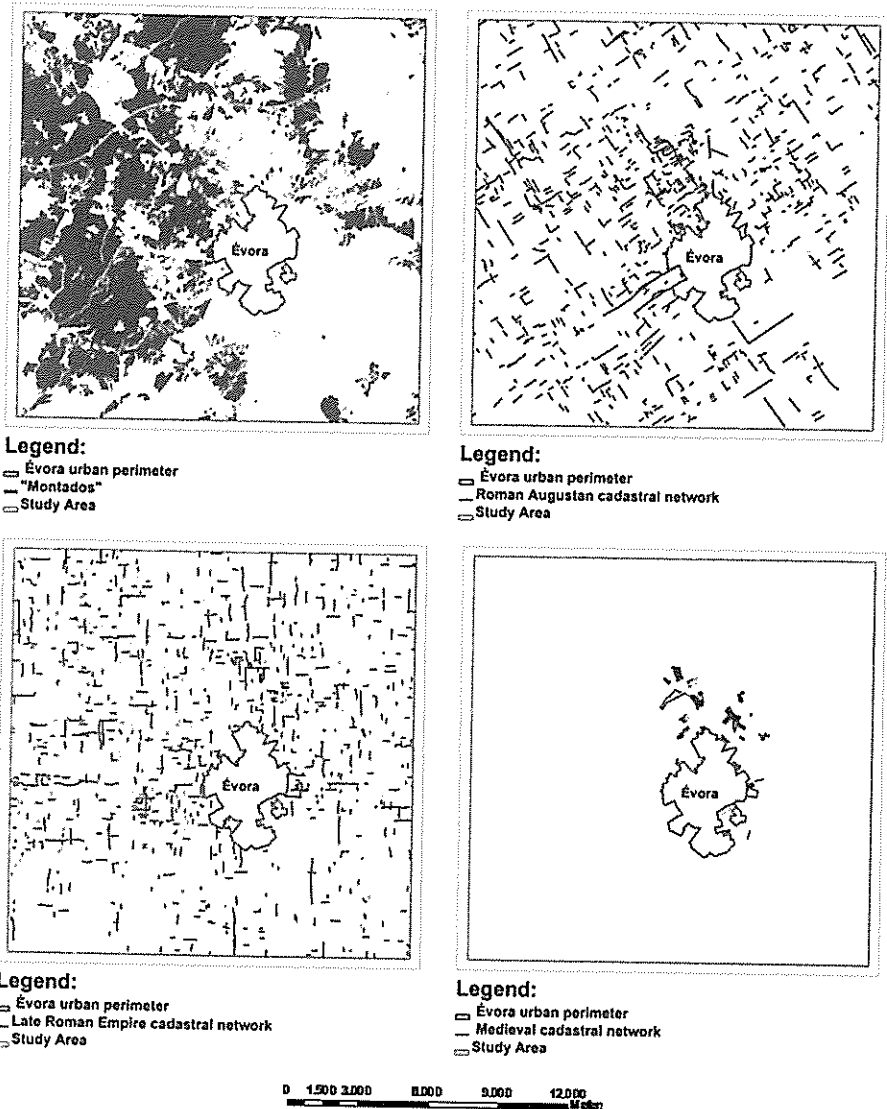 Évora
Legend:
Évora urban perimeter
"Montados"
Study Area
Évora
Legend:
Évora urban perimeter
Roman Augustan cadastral network
Study Area
Évora
Legend:
Évora urban perimeter
Late Roman Empire cadastral network
Study Area
Évora
Legend:
Évora urban perimeter
Medieval cadastral network
Study Area
0 1.500 3.000 6.000 9.000 12.000
Meters